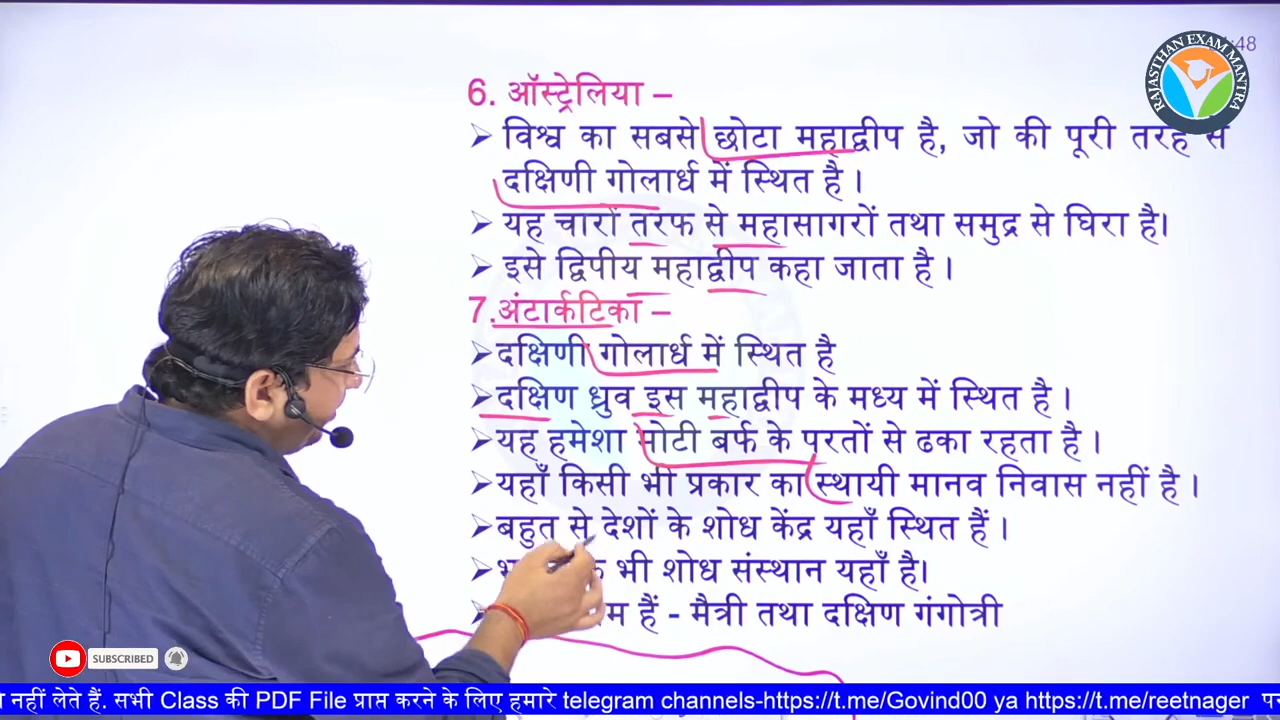 :48
RAJASTHAN EXAM MANTRA
6. ऑस्ट्रेलिया –
➢ विश्व का सबसे छोटा महाद्वीप है, जो की पूरी तरह से
दक्षिणी गोलार्ध में स्थित है।
➢ यह चारों तरफ से महासागरों तथा समुद्र से घिरा है।
➢ इसे द्विपीय महाद्वीप कहा जाता है।
7.अंटार्कटिका –
➢दक्षिणी गोलार्ध में स्थित है
➢दक्षिण ध्रुव इस महाद्वीप के मध्य में स्थित है।
➢यह हमेशा मोटी बर्फ के परतों से ढका रहता है।
➢यहाँ किसी भी प्रकार का स्थायी मानव निवास नहीं है।
➢बहुत से देशों के शोध केंद्र यहाँ स्थित हैं।
➢ भी शोध संस्थान यहाँ है।
हैं - मैत्री तथा दक्षिण गंगोत्री
SUBSCRIBED
नहीं लेते हैं. सभी Class की PDF File प्राप्त करने के लिए हमारे telegram channels-https://t.me/Govind00 ya https://t.me/reetnager